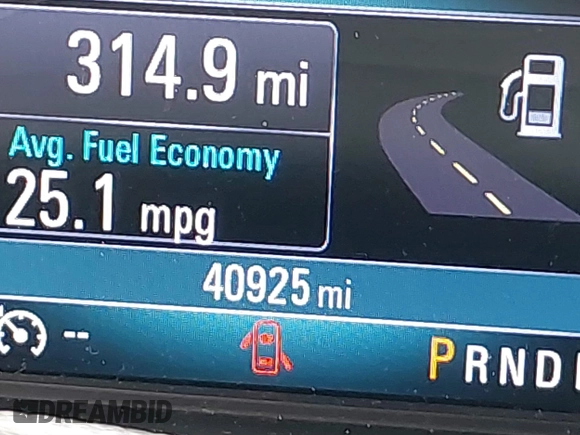 314.9 mi
Avg. Fuel Economy
25.1 mpg
40925 mi
--
PRND
DREAMBID